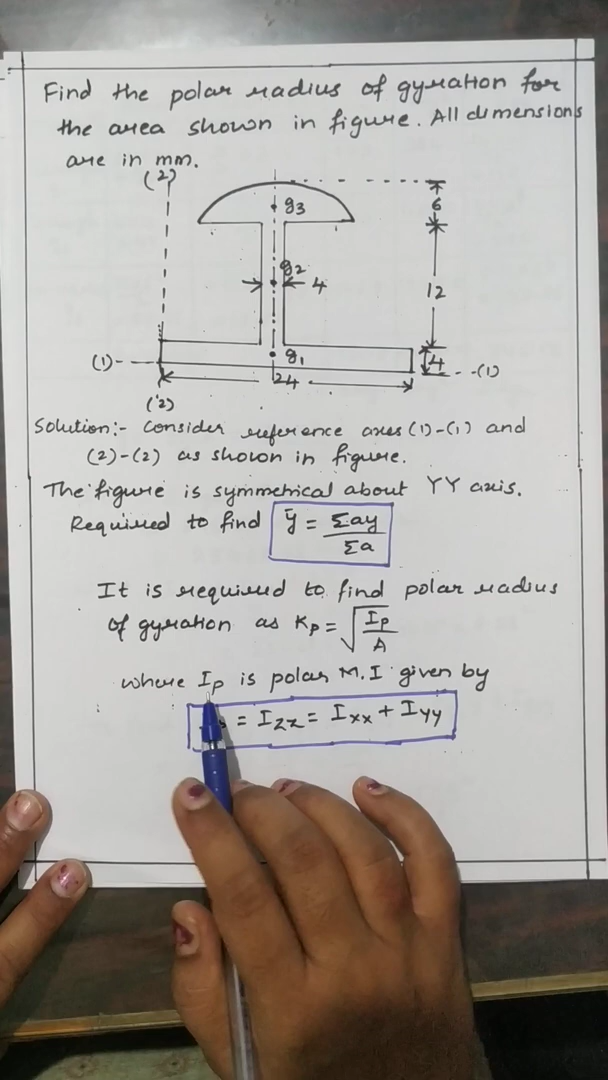 Find the polar radius of gyration for
the area shown in figure. All dimensions
are in mm.
(2)
g3
6
g2
4
12
(1)
g1
4
(1)
24
(2)
Solution:- Consider reference axes (1)-(1) and
(2)-(2) as shown in figure.
The figure is symmetrical about YY axis.
Required to find ȳ = Σay / Σa
It is required to find polar radius
of gyration as Kp = √(Ip / A)
where Ip is polar M.I given by
= Izz = Ixx + Iyy